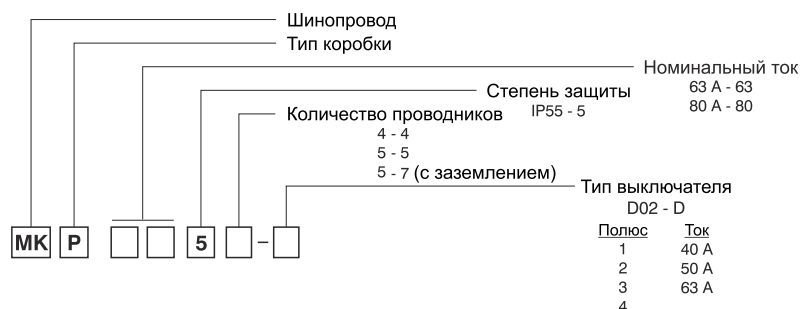 Шинопровод
Тип коробки
Номинальный ток
63 А - 63
80 А - 80
Степень защиты
IP55 - 5
Количество проводников
4 - 4
5 - 5
5 - 7 (с заземлением)
Тип выключателя
D02 - D
Полюс Ток
1 40 А
2 50 А
3 63 А
4
MK P 5 -